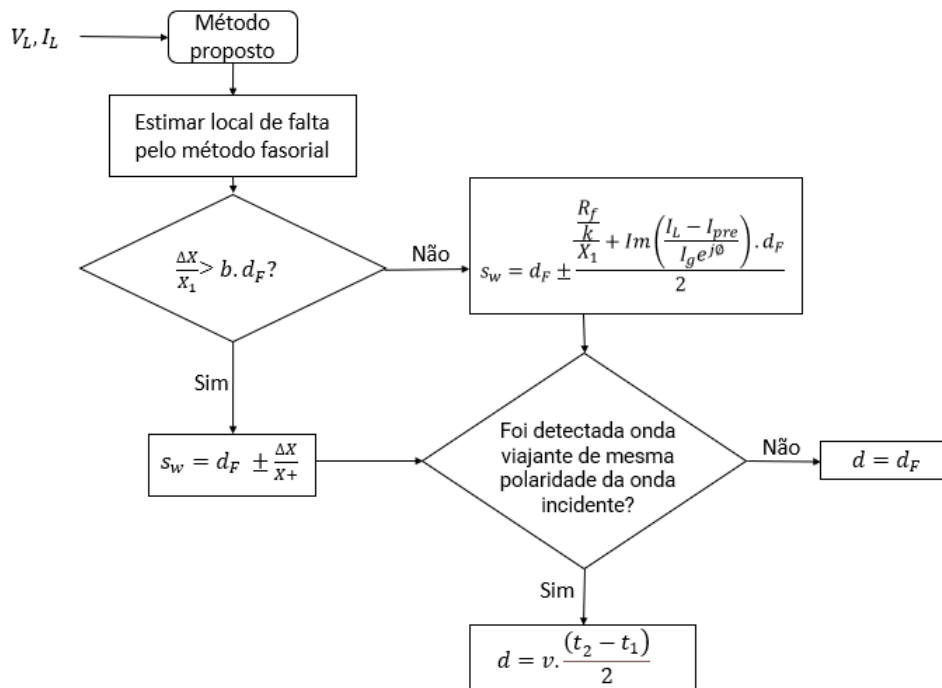 V_L, I_L
Método
proposto
Estimar local de falta
pelo método fasorial
ΔX/X_1 > b. d_F?
Não
s_w = d_F ± ((R_f/k)/X_1 + Im((I_L − I_pre)/(I_g e^{jø})). d_F)/2
Sim
s_w = d_F ± ΔX/X+
Foi detectada onda
viajante de mesma
polaridade da onda
incidente?
Não
d = d_F
Sim
d = v. (t_2 − t_1)/2